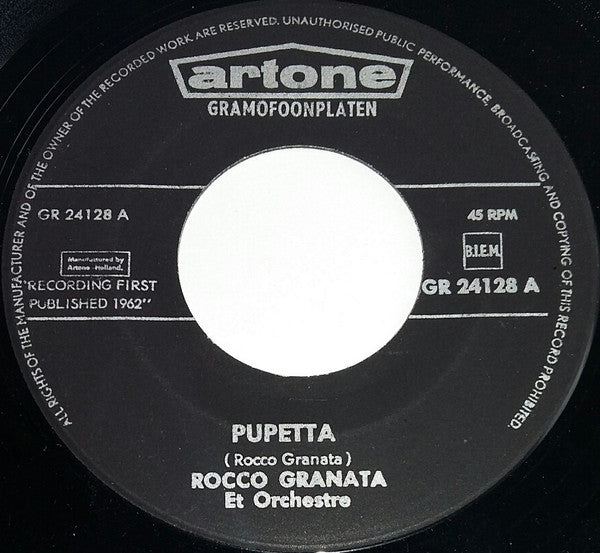 ALL RIGHTS OF THE MANUFACTURER AND OF THE OWNER OF THE RECORDED WORK ARE RESERVED. UNAUTHORISED PUBLIC PERFORMANCE, BROADCASTING AND COPYING OF THIS RECORD PROHIBITED.
artone
GRAMOFOONPLATEN
GR 24128 A
45 RPM
Manufactured by
Artone - Holland.
B.I.E.M.
"RECORDING FIRST
PUBLISHED 1962"
GR 24128 A
PUPETTA
( Rocco Granata )
ROCCO GRANATA
Et Orchestre